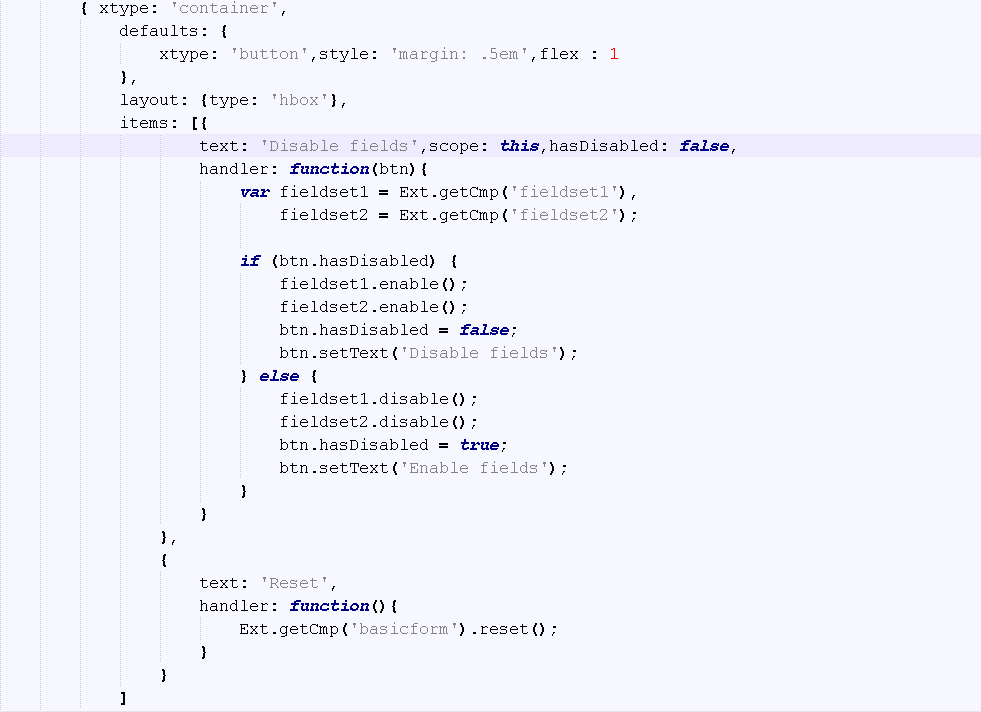 { xtype: 'container',
defaults: {
xtype: 'button',style: 'margin: .5em',flex : 1
},
layout: {type: 'hbox'},
items: [{
text: 'Disable fields',scope: this,hasDisabled: false,
handler: function(btn){
var fieldset1 = Ext.getCmp('fieldset1'),
fieldset2 = Ext.getCmp('fieldset2');
if (btn.hasDisabled) {
fieldset1.enable();
fieldset2.enable();
btn.hasDisabled = false;
btn.setText('Disable fields');
} else {
fieldset1.disable();
fieldset2.disable();
btn.hasDisabled = true;
btn.setText('Enable fields');
}
}
},
{
text: 'Reset',
handler: function(){
Ext.getCmp('basicform').reset();
}
}
]